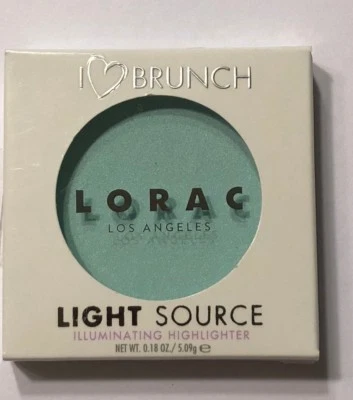 I ♡ BRUNCH
LORAC
LOS ANGELES
LIGHT SOURCE
ILLUMINATING HIGHLIGHTER
NET WT. 0.18 OZ./5.09g ℮